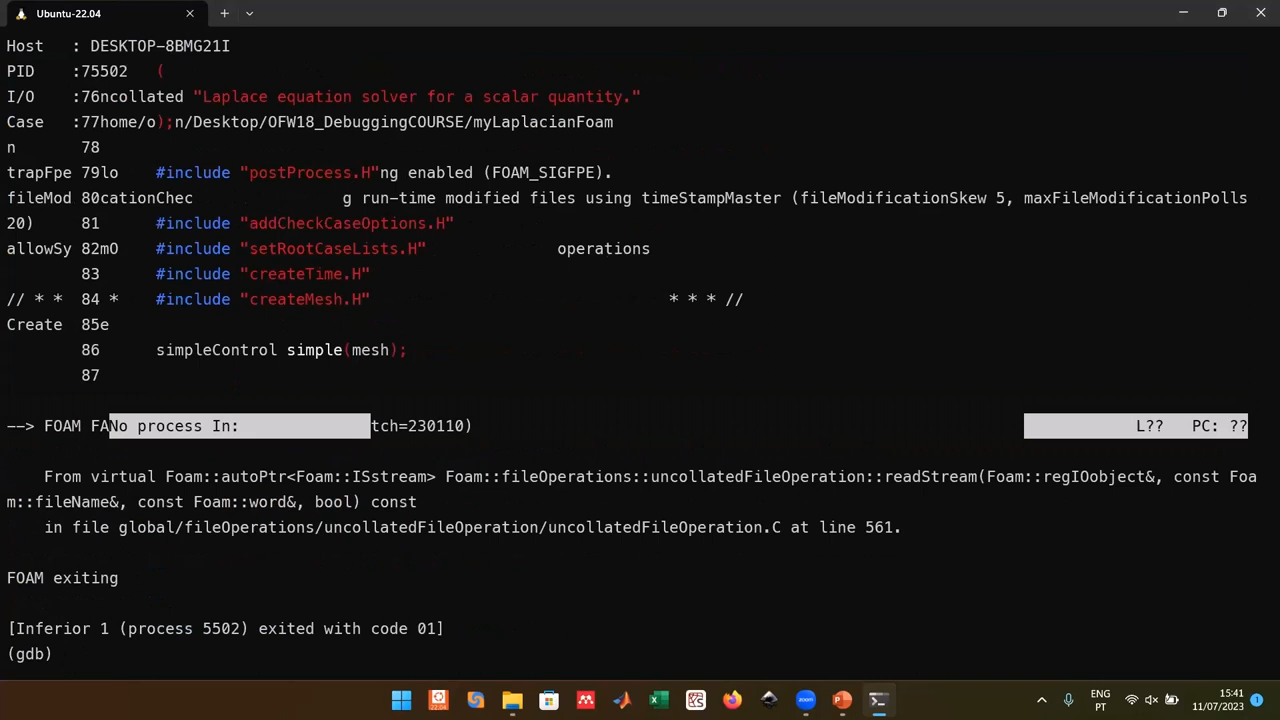 Ubuntu-22.04
Host   : DESKTOP-8BMG21I
PID    :75502   (
I/O    :76ncollated "Laplace equation solver for a scalar quantity."
Case   :77home/o);n/Desktop/OFW18_DebuggingCOURSE/myLaplacianFoam
n       78
trapFpe 79lo    #include "postProcess.H"ng enabled (FOAM_SIGFPE).
fileMod 80cationChec                g run-time modified files using timeStampMaster (fileModificationSkew 5, maxFileModificationPolls
20)     81      #include "addCheckCaseOptions.H"
allowSy 82mO    #include "setRootCaseLists.H"              operations
        83      #include "createTime.H"
// * *  84 *    #include "createMesh.H"                                * * * //
Create  85e
        86      simpleControl simple(mesh);
        87
--> FOAM FANo process In:              tch=230110)                                                           L??   PC: ??
    From virtual Foam::autoPtr<Foam::ISstream> Foam::fileOperations::uncollatedFileOperation::readStream(Foam::regIOobject&, const Foa
m::fileName&, const Foam::word&, bool) const
    in file global/fileOperations/uncollatedFileOperation/uncollatedFileOperation.C at line 561.
FOAM exiting
[Inferior 1 (process 5502) exited with code 01]
(gdb)
22.04
ENG
PT
15:41
11/07/2023